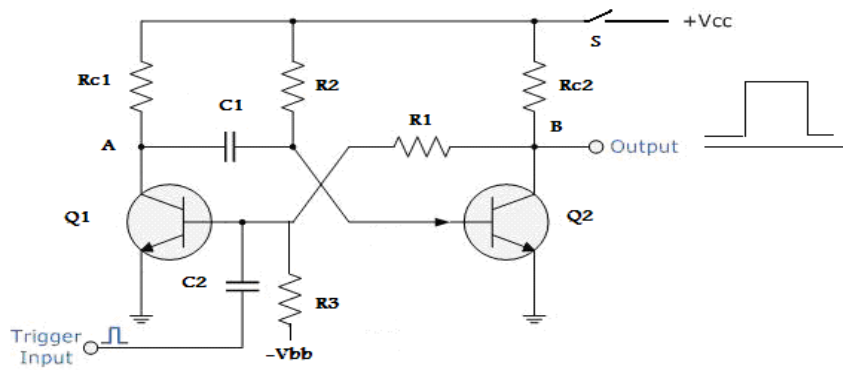 S
+Vcc
Rc1
R2
Rc2
C1
R1
A
B
Output
Q1
Q2
C2
R3
Trigger
Input
-Vbb